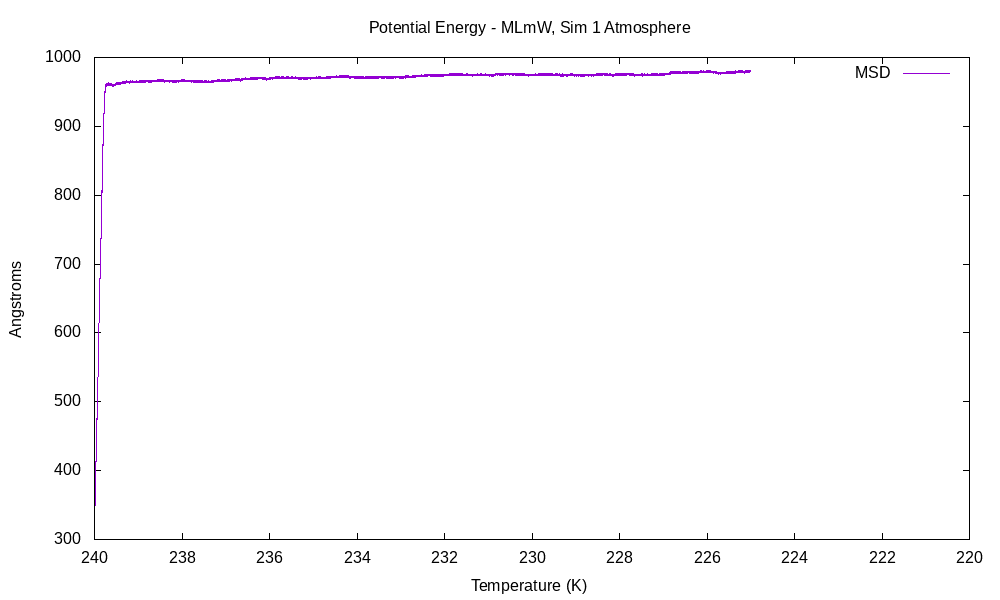 Potential Energy - MLmW, Sim 1 Atmosphere
MSD
1000
900
800
700
600
500
400
300
Angstroms
240 238 236 234 232 230 228 226 224 222 220
Temperature (K)